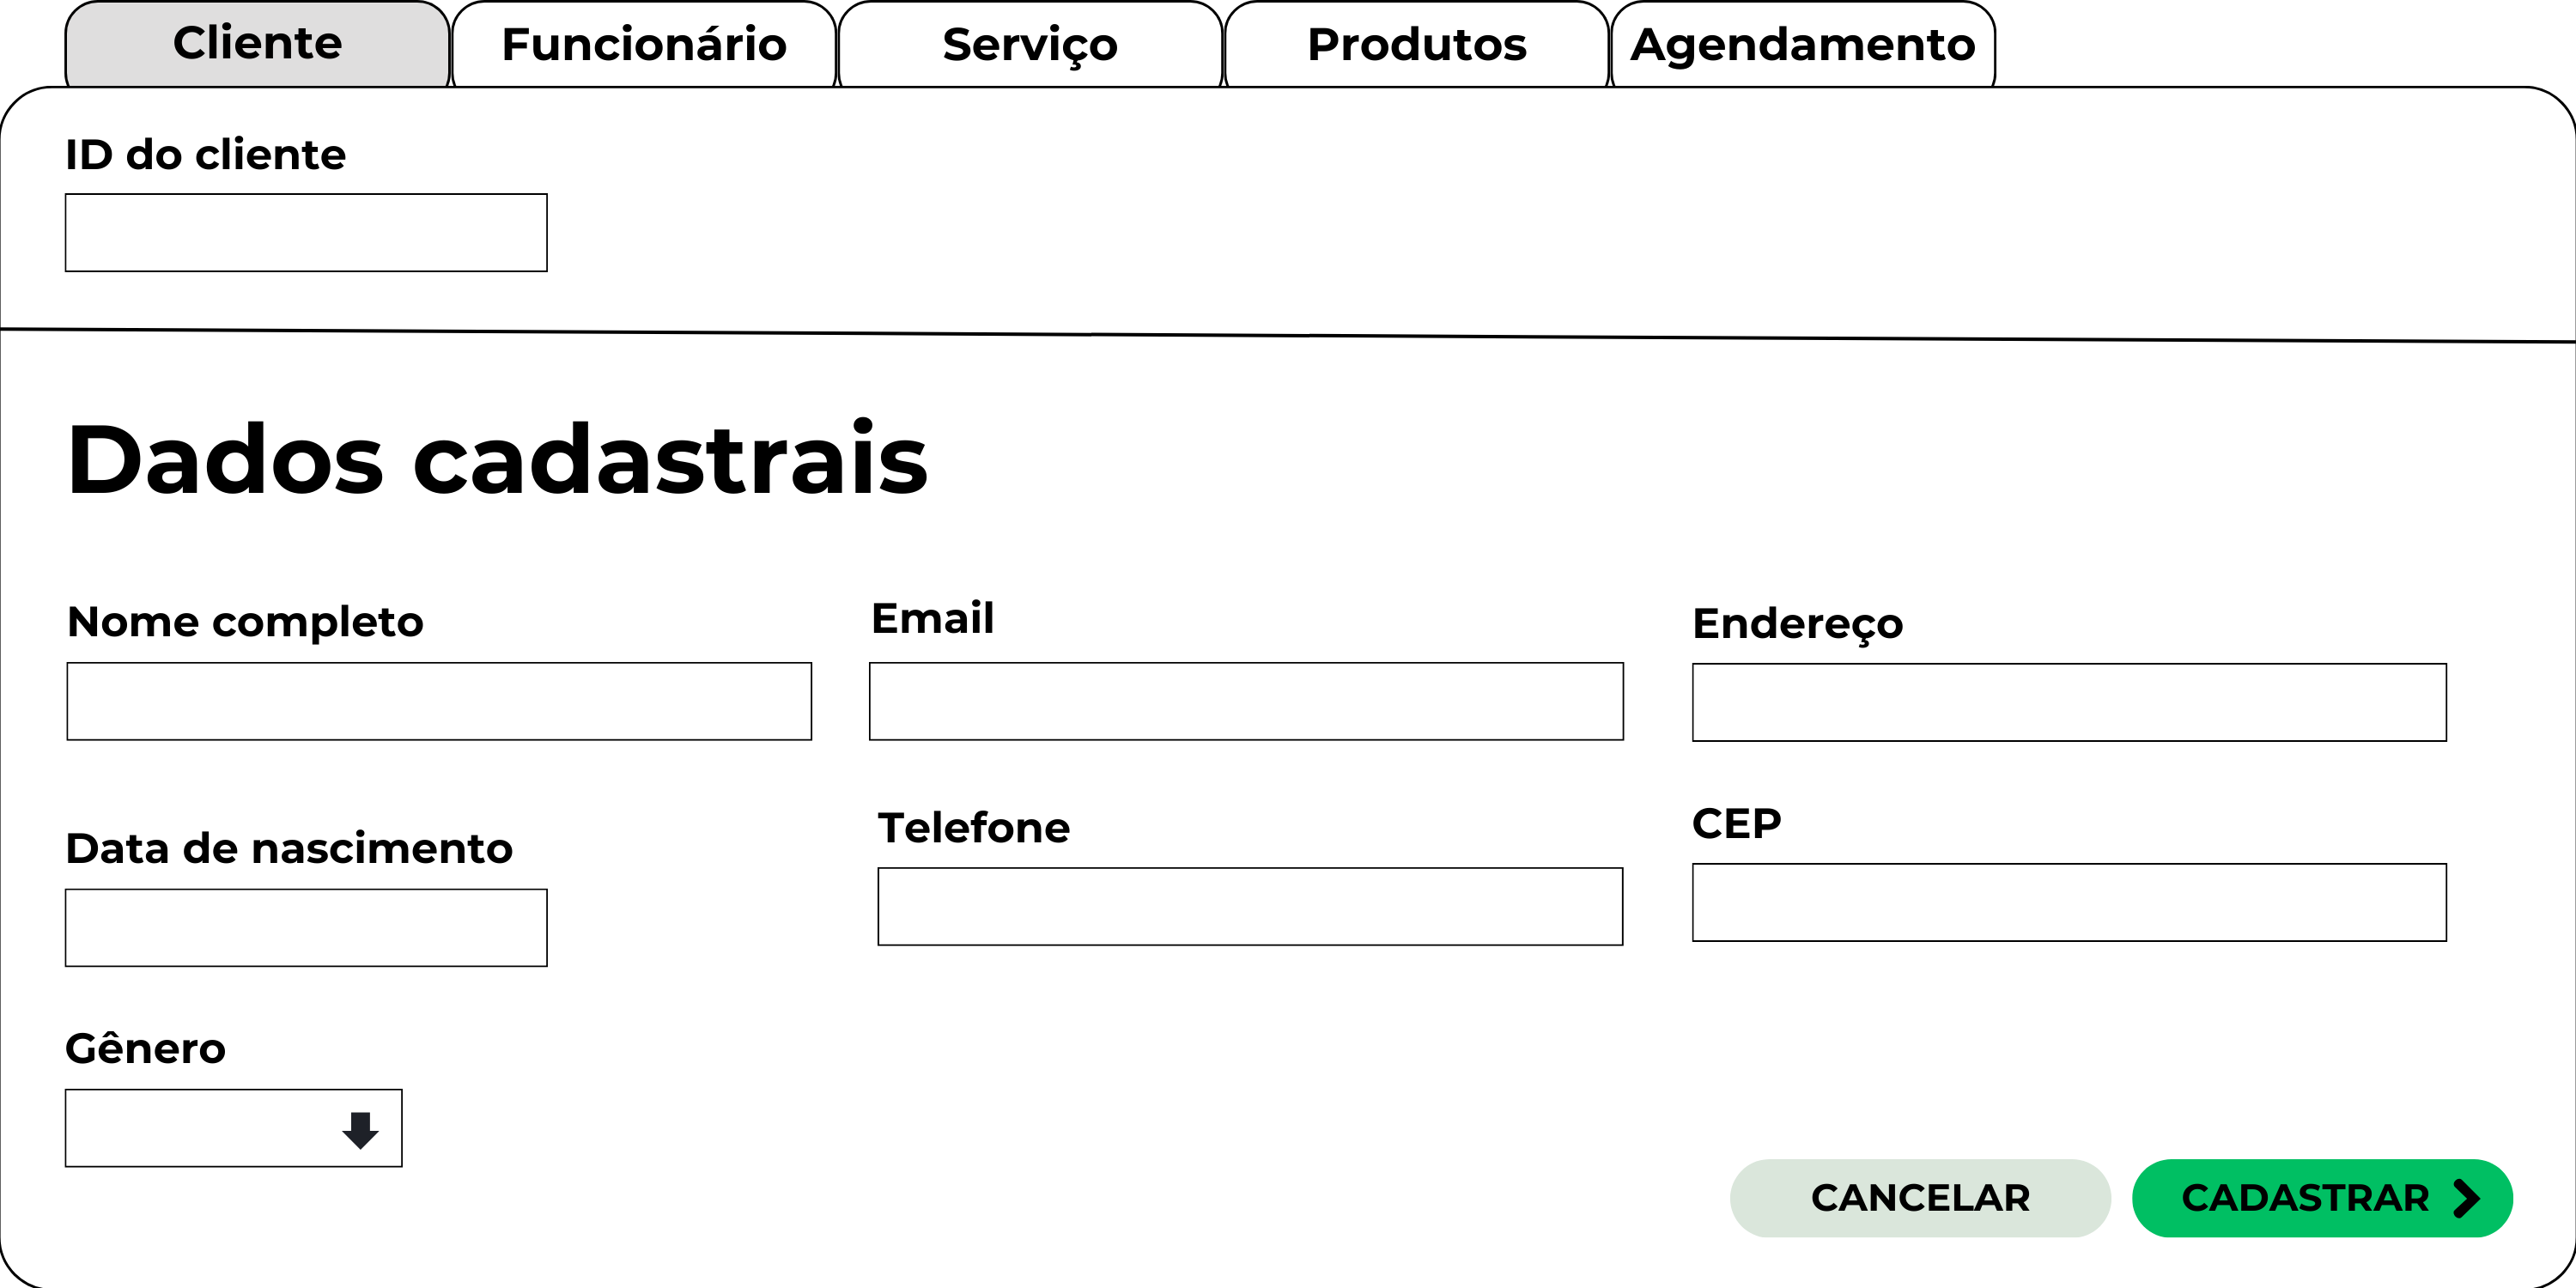 Cliente
Funcionário
Serviço
Produtos
Agendamento
ID do cliente
Dados cadastrais
Nome completo
Email
Endereço
Data de nascimento
Telefone
CEP
Gênero
CANCELAR
CADASTRAR